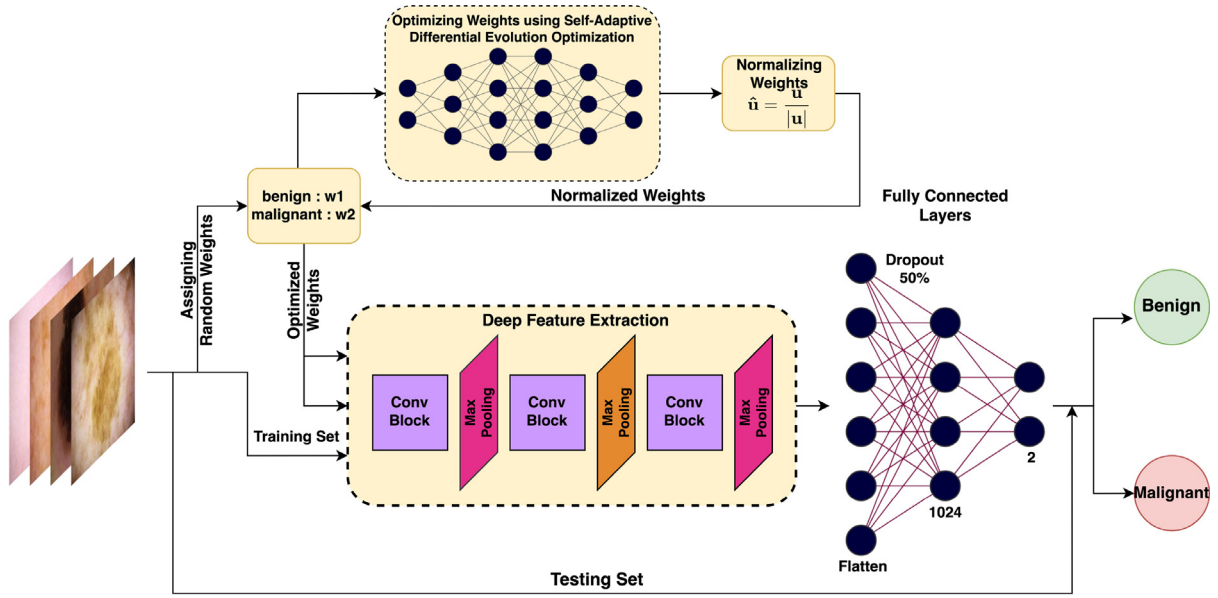 Optimizing Weights using Self-Adaptive
Differential Evolution Optimization
Normalizing
Weights
û = u
|u|
benign : w1
malignant : w2
Normalized Weights
Assigning
Random Weights
Optimized
Weights
Fully Connected
Layers
Dropout
50%
Deep Feature Extraction
Conv
Block
Max
Pooling
Conv
Block
Max
Pooling
Conv
Block
Max
Pooling
Training Set
Benign
Malignant
2
1024
Flatten
Testing Set